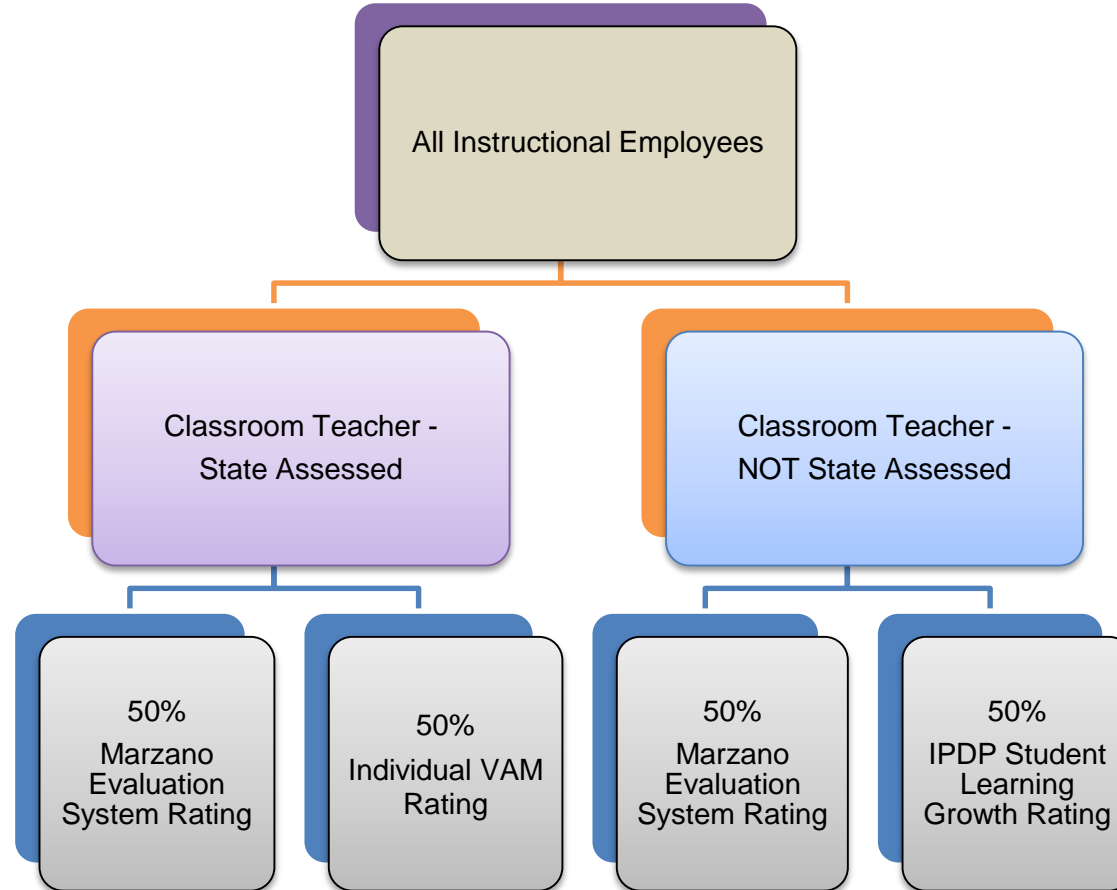 All Instructional Employees
Classroom Teacher -
State Assessed
Classroom Teacher -
NOT State Assessed
50%
Marzano
Evaluation
System Rating
50%
Individual VAM
Rating
50%
Marzano
Evaluation
System Rating
50%
IPDP Student
Learning
Growth Rating